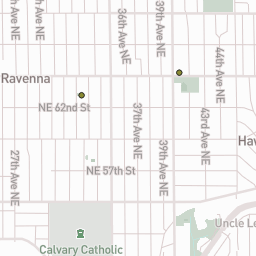 36th Ave NE
39th Ave NE
44th Ave NE
Ravenna
NE 62nd St
37th Ave NE
43rd Ave NE
27th Ave NE
39th Ave NE
Hav
NE 57th St
Uncle Le
Calvary Catholic